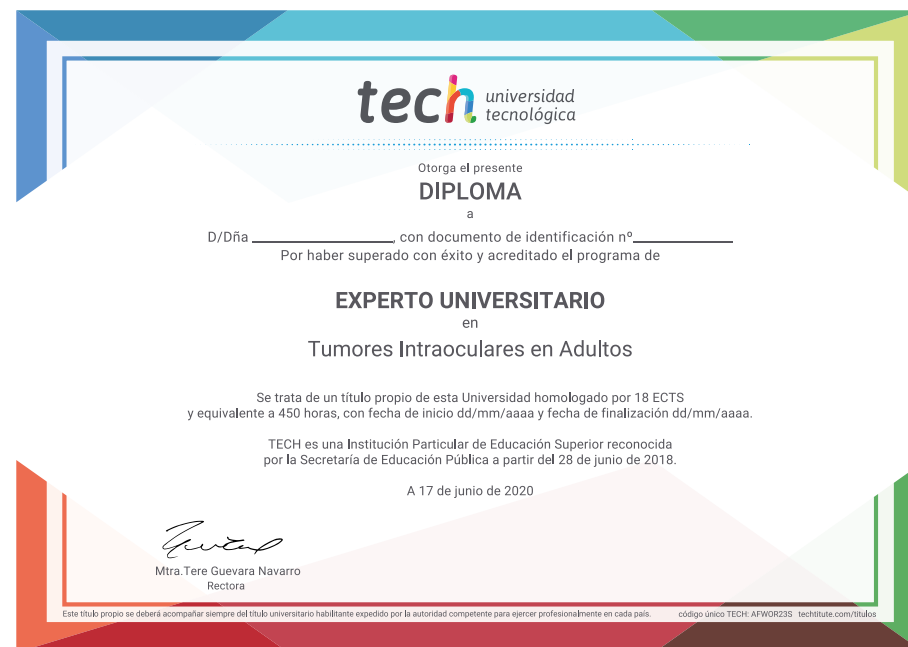 tech universidad
tecnológica
Otorga el presente
DIPLOMA
a
D/Dña ____________________, con documento de identificación nº______________
Por haber superado con éxito y acreditado el programa de
EXPERTO UNIVERSITARIO
en
Tumores Intraoculares en Adultos
Se trata de un título propio de esta Universidad homologado por 18 ECTS
y equivalente a 450 horas, con fecha de inicio dd/mm/aaaa y fecha de finalización dd/mm/aaaa.
TECH es una Institución Particular de Educación Superior reconocida
por la Secretaría de Educación Pública a partir del 28 de junio de 2018.
A 17 de junio de 2020
Mtra.Tere Guevara Navarro
Rectora
Este título propio se deberá acompañar siempre del título universitario habilitante expedido por la autoridad competente para ejercer profesionalmente en cada país. código único TECH: AFWOR23S techtitute.com/titulos